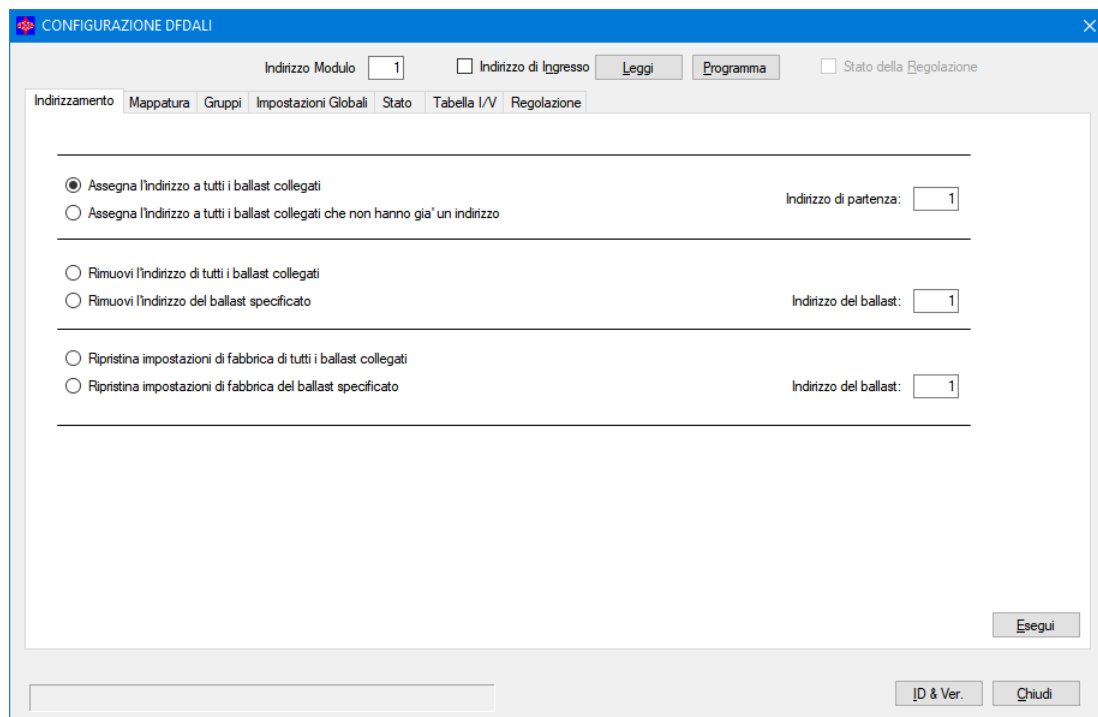 CONFIGURAZIONE DFDALI
Indirizzo Modulo 1 Indirizzo di Ingresso Leggi Programma Stato della Regolazione
Indirizzamento Mappatura Gruppi Impostazioni Globali Stato Tabella I/V Regolazione
Assegna l'indirizzo a tutti i ballast collegati
Indirizzo di partenza: 1
Assegna l'indirizzo a tutti i ballast collegati che non hanno gia' un indirizzo
Rimuovi l'indirizzo di tutti i ballast collegati
Rimuovi l'indirizzo del ballast specificato Indirizzo del ballast: 1
Ripristina impostazioni di fabbrica di tutti i ballast collegati
Ripristina impostazioni di fabbrica del ballast specificato Indirizzo del ballast: 1
Esegui
ID & Ver. Chiudi